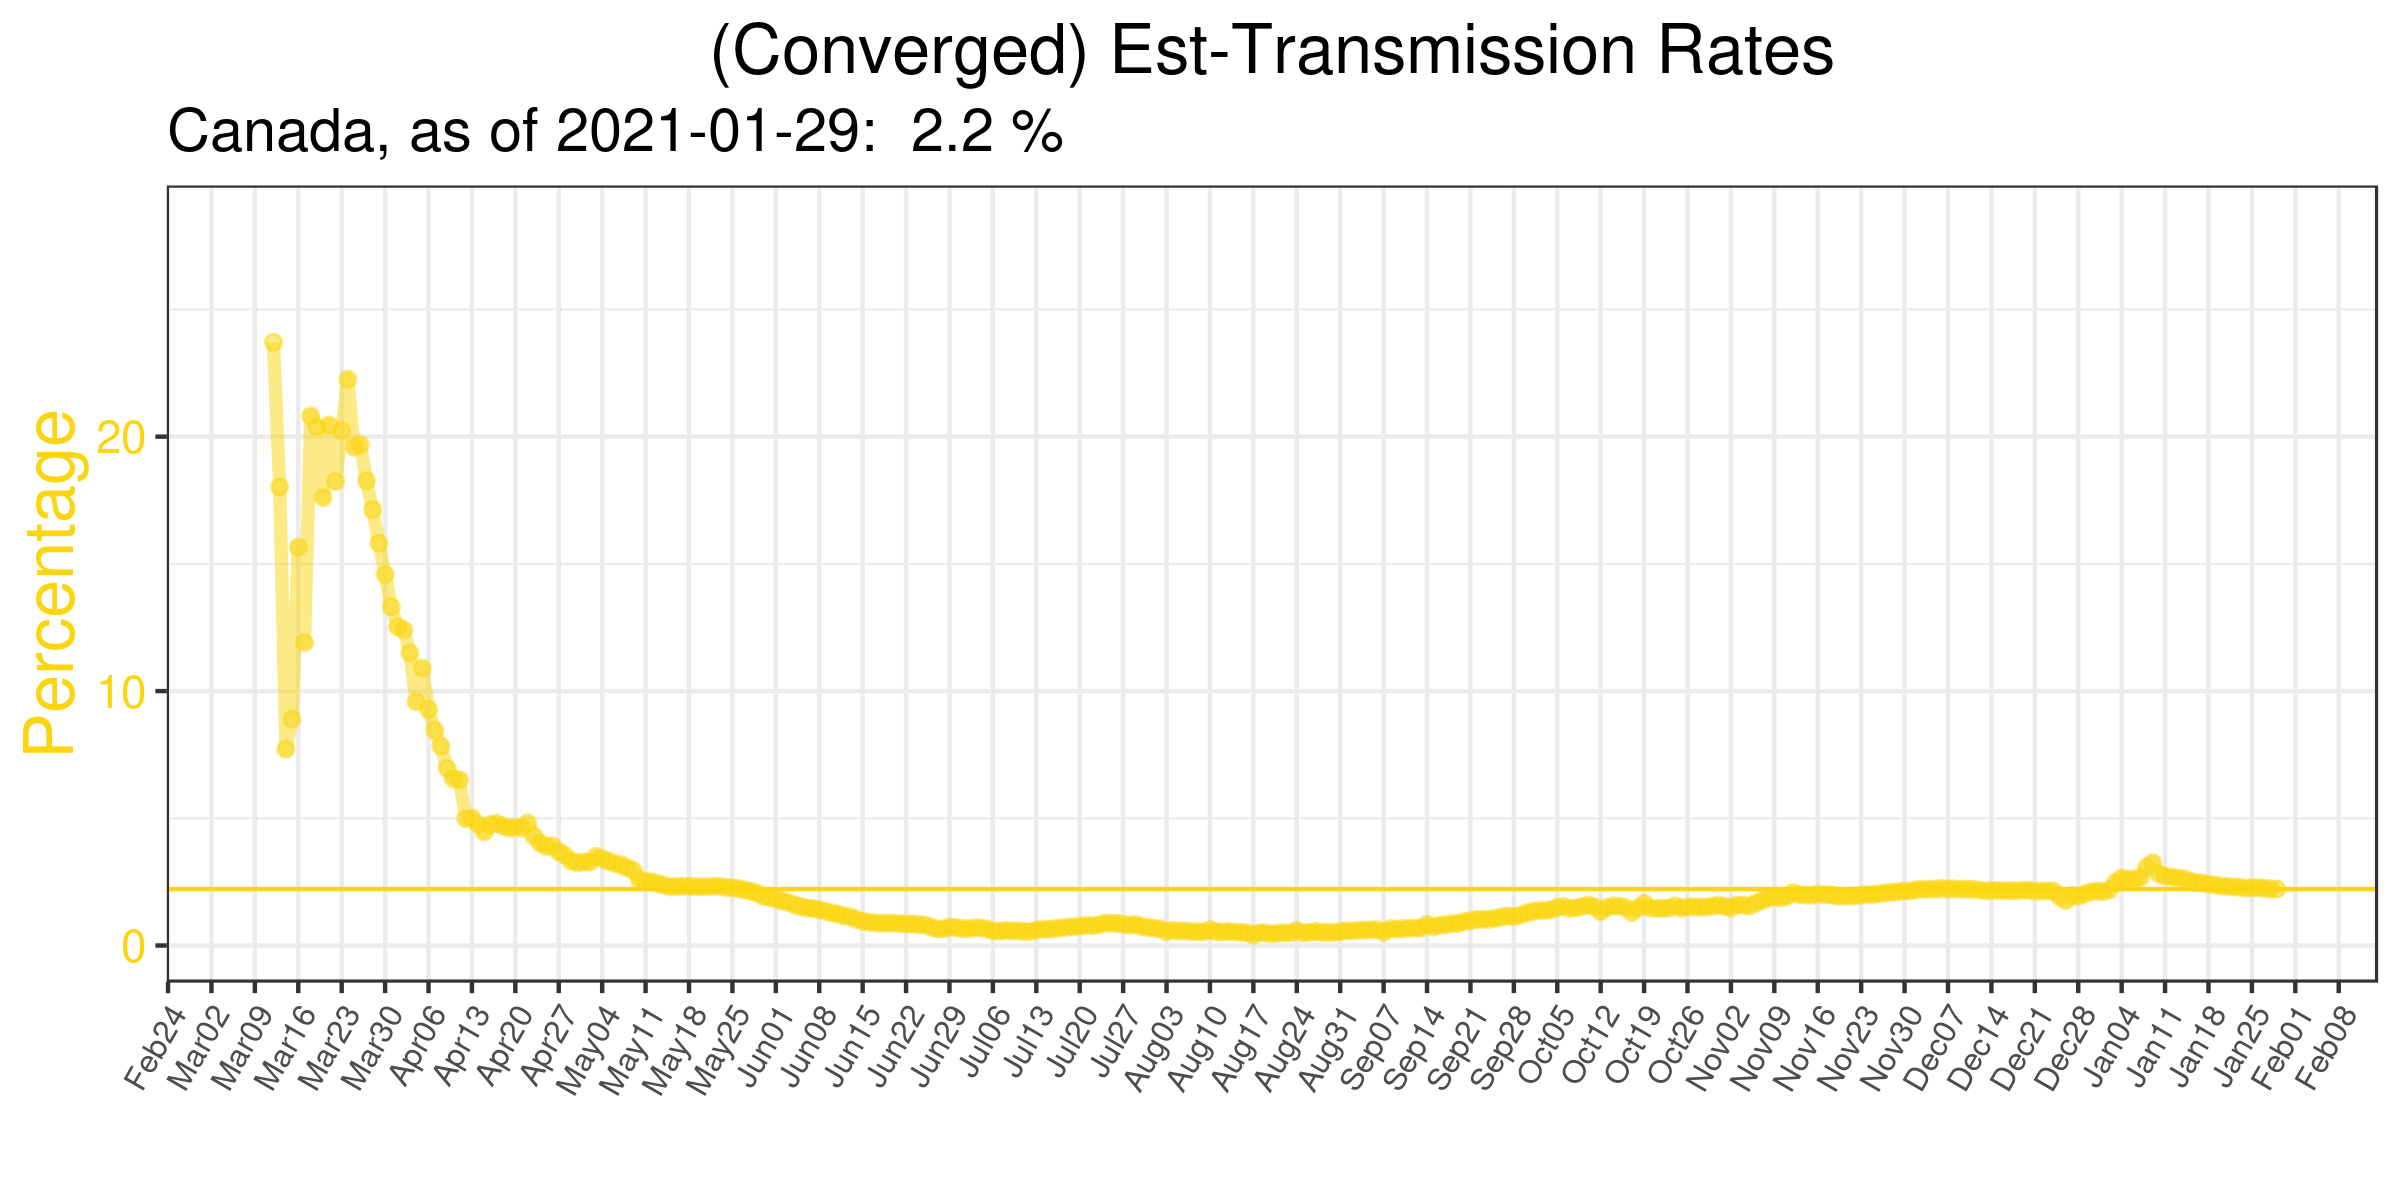 (Converged) Est-Transmission Rates
Canada, as of 2021-01-29:  2.2 %
Percentage
20
10
0
Feb24
Mar02
Mar09
Mar16
Mar23
Mar30
Apr06
Apr13
Apr20
Apr27
May04
May11
May18
May25
Jun01
Jun08
Jun15
Jun22
Jun29
Jul06
Jul13
Jul20
Jul27
Aug03
Aug10
Aug17
Aug24
Aug31
Sep07
Sep14
Sep21
Sep28
Oct05
Oct12
Oct19
Oct26
Nov02
Nov09
Nov16
Nov23
Nov30
Dec07
Dec14
Dec21
Dec28
Jan04
Jan11
Jan18
Jan25
Feb01
Feb08